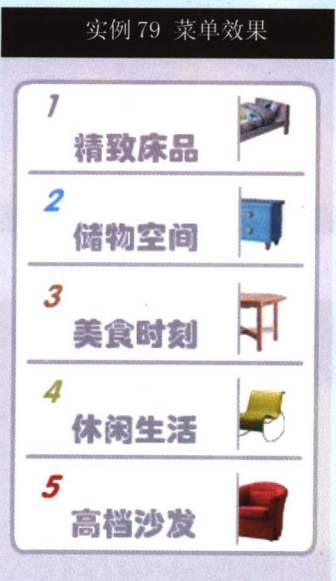 实例 79 菜单效果
1
精致床品
2
储物空间
3
美食时刻
4
休闲生活
5
高档沙发